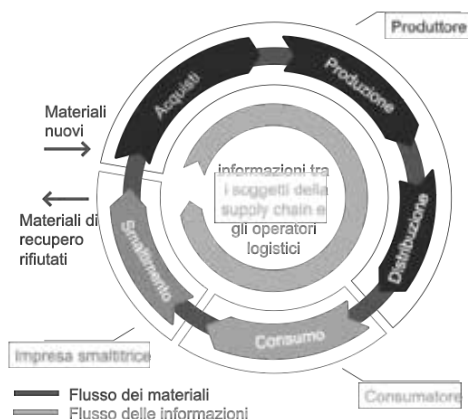 Produttore
Acquisti
Produzione
Materiali
nuovi
informazioni tra
i soggetti della
supply chain e
gli operatori
logistici
Materiali di
recupero
rifiutati
Smaltimento
Distribuzione
Consumo
Impresa smaltitrice
Consumatore
Flusso dei materiali
Flusso delle informazioni